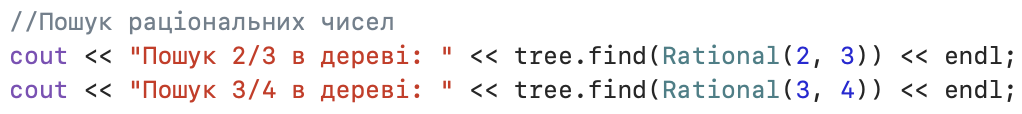 //Пошук раціональних чисел
cout << "Пошук 2/3 в дереві: " << tree.find(Rational(2, 3)) << endl;
cout << "Пошук 3/4 в дереві: " << tree.find(Rational(3, 4)) << endl;